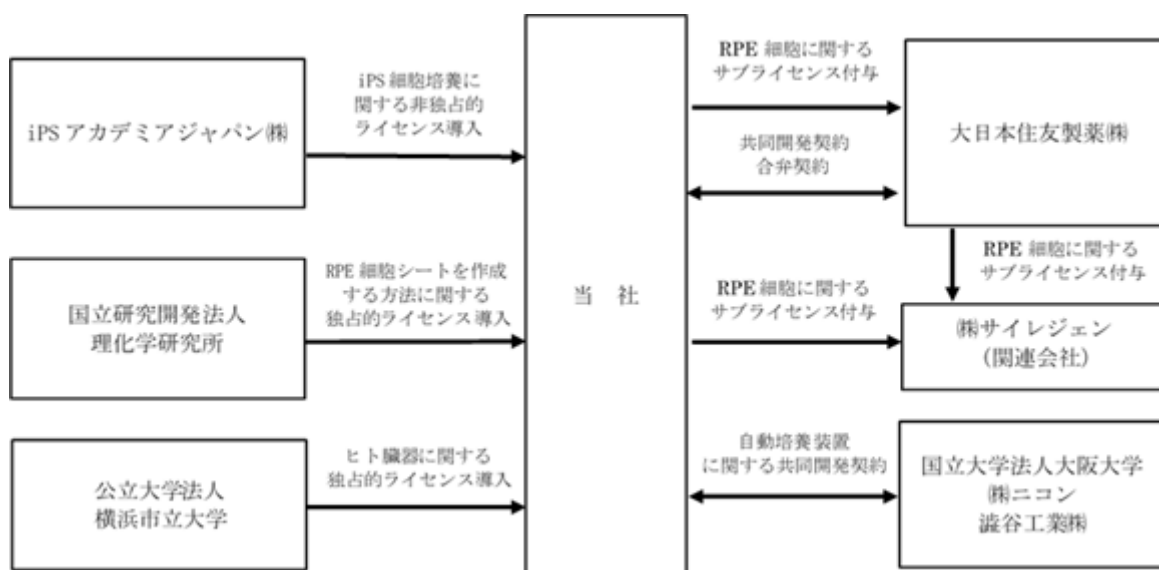 iPS アカデミアジャパン㈱
iPS 細胞培養に
関する非独占的
ライセンス導入
国立研究開発法人
理化学研究所
RPE 細胞シートを作成
する方法に関する
独占的ライセンス導入
公立大学法人
横浜市立大学
ヒト臓器に関する
独占的ライセンス導入
当 社
RPE 細胞に関する
サブライセンス付与
共同開発契約
合弁契約
大日本住友製薬㈱
RPE 細胞に関する
サブライセンス付与
RPE 細胞に関する
サブライセンス付与
㈱サイレジェン
(関連会社)
自動培養装置
に関する共同開発契約
国立大学法人大阪大学
㈱ニコン
澁谷工業㈱